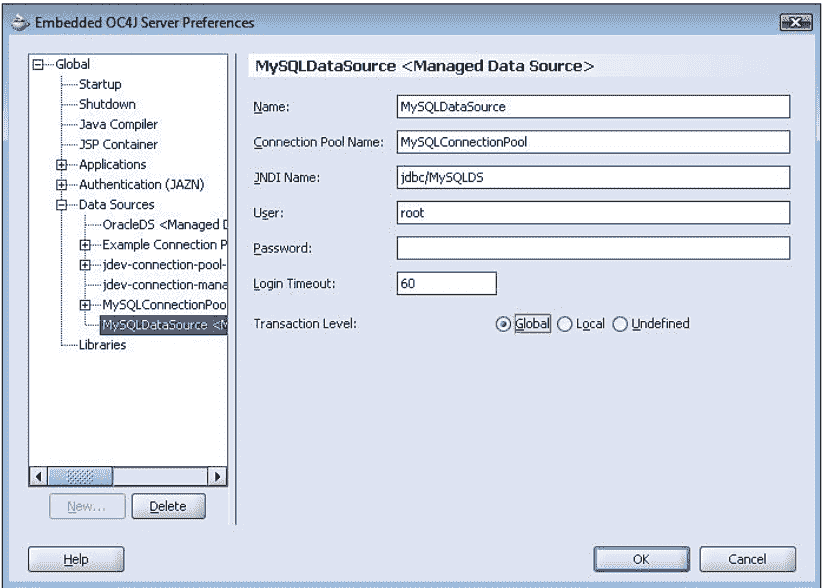 Embedded OC4J Server Preferences
Global
Startup
Shutdown
Java Compiler
JSP Container
Applications
Authentication (JAZN)
Data Sources
OracleDS <Managed D
Example Connection P
jdev-connection-pool-
jdev-connection-mana
MySQLConnectionPoo
MySQLDataSource <M
Libraries
New...
Delete
MySQLDataSource <Managed Data Source>
Name:
MySQLDataSource
Connection Pool Name:
MySQLConnectionPool
JNDI Name:
jdbc/MySQLDS
User:
root
Password:
Login Timeout:
60
Transaction Level:
Global
Local
Undefined
Help
OK
Cancel